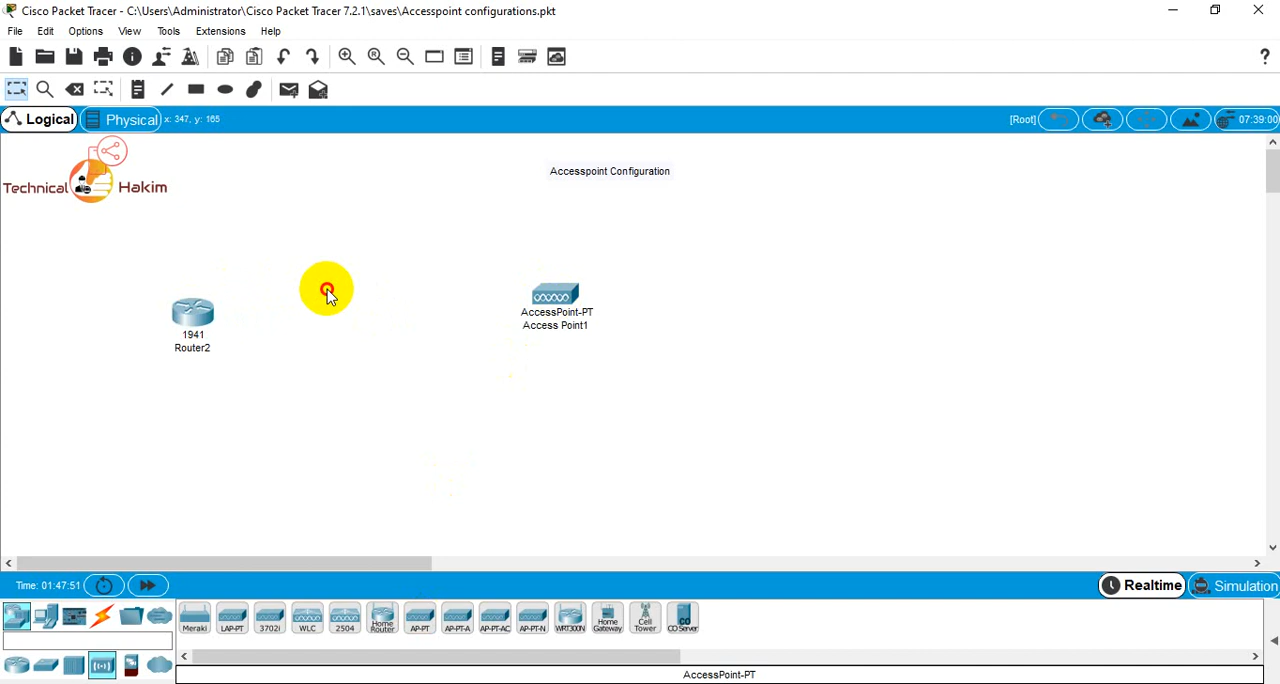 Cisco Packet Tracer - C:\Users\Administrator\Cisco Packet Tracer 7.2.1\saves\Accesspoint configurations.pkt
File Edit Options View Tools Extensions Help
?
Logical Physical x: 347, y: 165 [Root] 07:39:00
Technical Hakim
Accesspoint Configuration
1941
Router2
AccessPoint-PT
Access Point1
Time: 01:47:51 Realtime Simulation
Meraki LAP-PT 3702i WLC 2504 Home Router AP-PT AP-PT-A AP-PT-AC AP-PT-N WRT300N Home Gateway Cell Tower CO Server
AccessPoint-PT